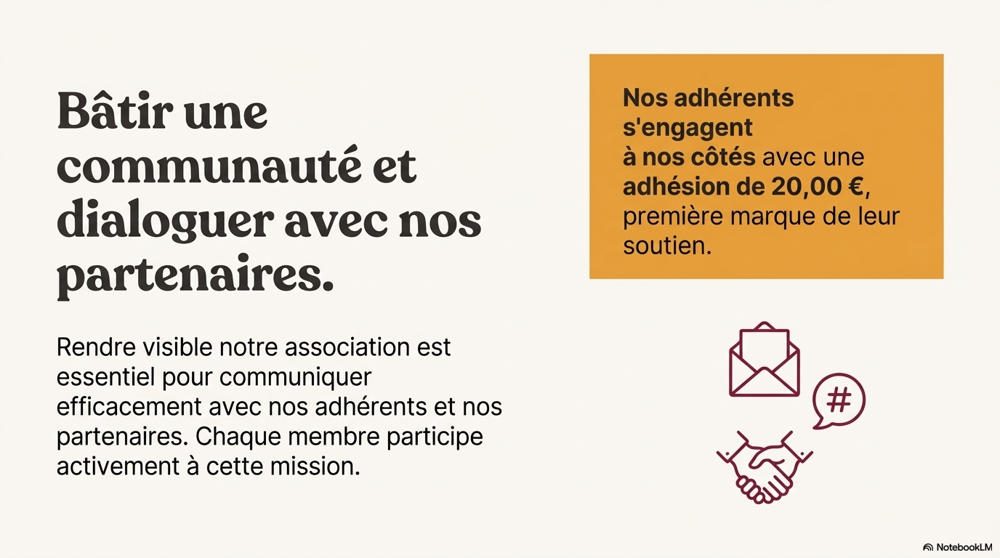 Bâtir une
communauté et
dialoguer avec nos
partenaires.
Rendre visible notre association est
essentiel pour communiquer
efficacement avec nos adhérents et nos
partenaires. Chaque membre participe
activement à cette mission.
Nos adhérents
s'engagent
à nos côtés avec une
adhésion de 20,00 €,
première marque de leur
soutien.
#
NotebookLM